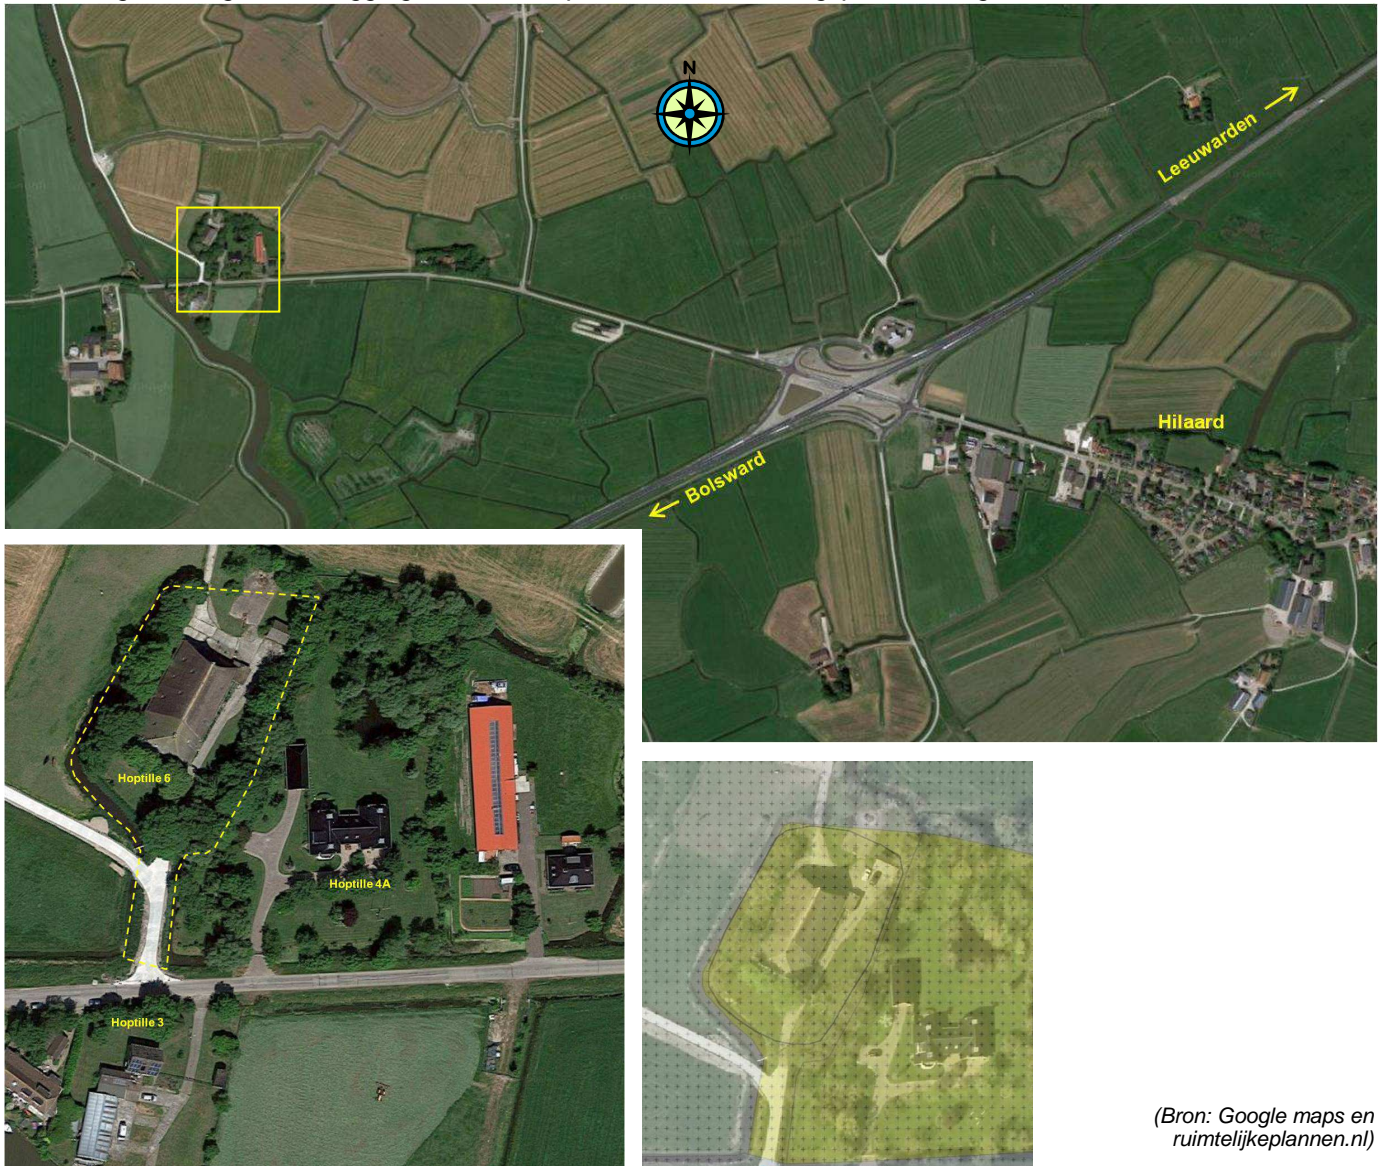 N
Leeuwarden
Hilaard
Bolsward
Hoptille 6
Hoptille 4A
Hoptille 3
(Bron: Google maps en
ruimtelijkeplannen.nl)